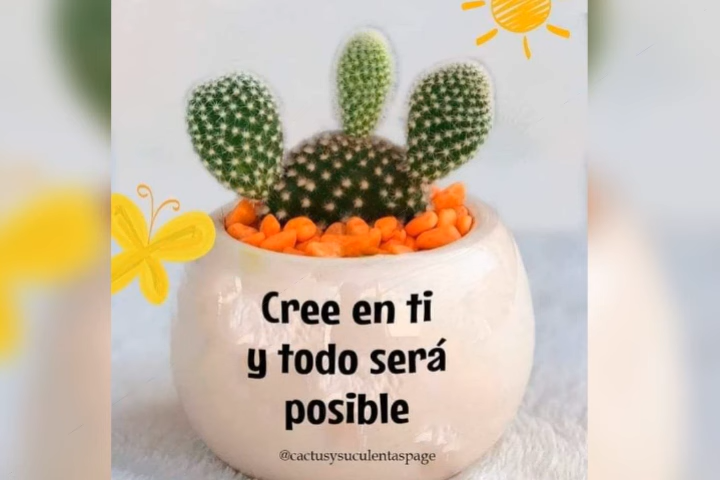 Cree en ti
y todo será
posible
@cactusysuculentaspage